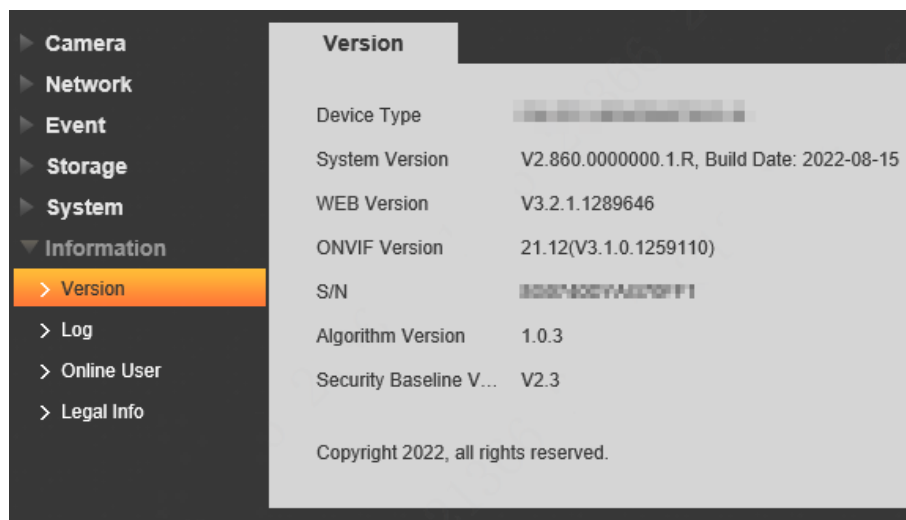 Camera
Network
Event
Storage
System
Information
Version
Log
Online User
Legal Info
Version
Device Type
System Version V2.860.0000000.1.R, Build Date: 2022-08-15
WEB Version V3.2.1.1289646
ONVIF Version 21.12(V3.1.0.1259110)
S/N
Algorithm Version 1.0.3
Security Baseline V... V2.3
Copyright 2022, all rights reserved.